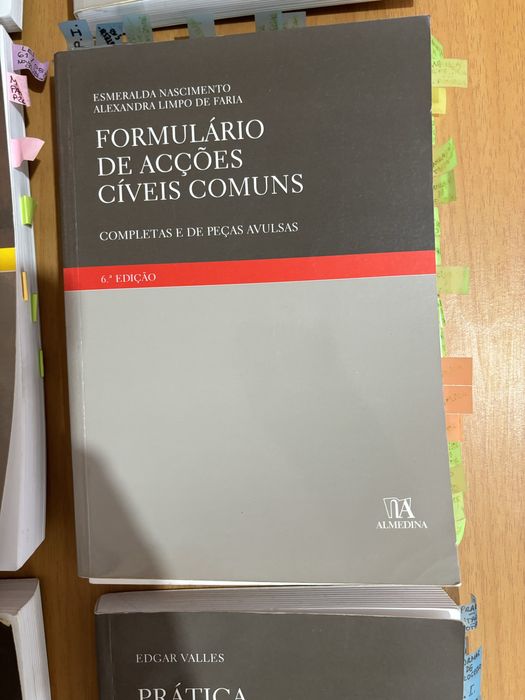 P. I.
ESMERALDA NASCIMENTO
ALEXANDRA LIMPO DE FARIA
FORMULÁRIO
DE ACÇÕES
CÍVEIS COMUNS
COMPLETAS E DE PEÇAS AVULSAS
6.ª EDIÇÃO
ALMEDINA
EDGAR VALLES
PRÁTICA